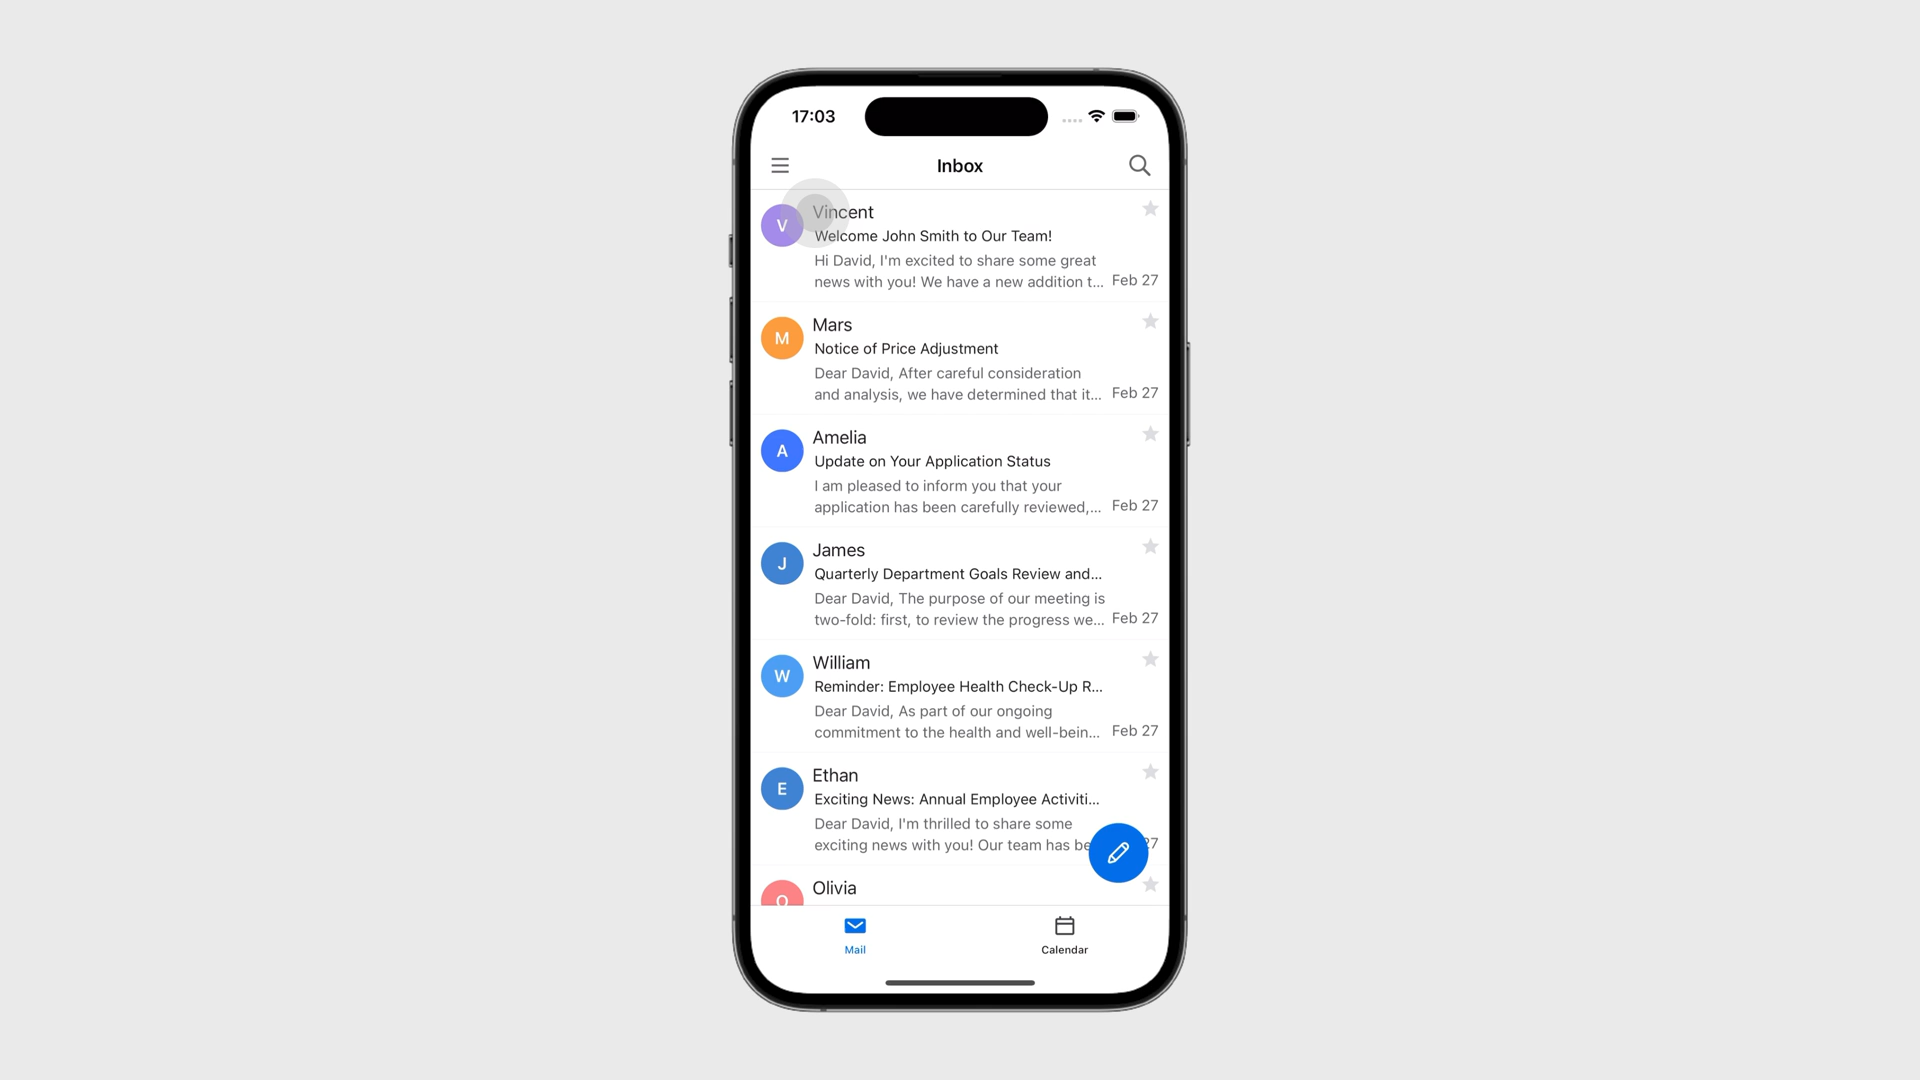 17:03
Inbox
V
Vincent
Welcome John Smith to Our Team!
Hi David, I'm excited to share some great
news with you! We have a new addition t...
Feb 27
M
Mars
Notice of Price Adjustment
Dear David, After careful consideration
and analysis, we have determined that it...
Feb 27
A
Amelia
Update on Your Application Status
I am pleased to inform you that your
application has been carefully reviewed,...
Feb 27
J
James
Quarterly Department Goals Review and...
Dear David, The purpose of our meeting is
two-fold: first, to review the progress we...
Feb 27
W
William
Reminder: Employee Health Check-Up R...
Dear David, As part of our ongoing
commitment to the health and well-bein...
Feb 27
E
Ethan
Exciting News: Annual Employee Activiti...
Dear David, I'm thrilled to share some
exciting news with you! Our team has be
27
O
Olivia
Mail
Calendar